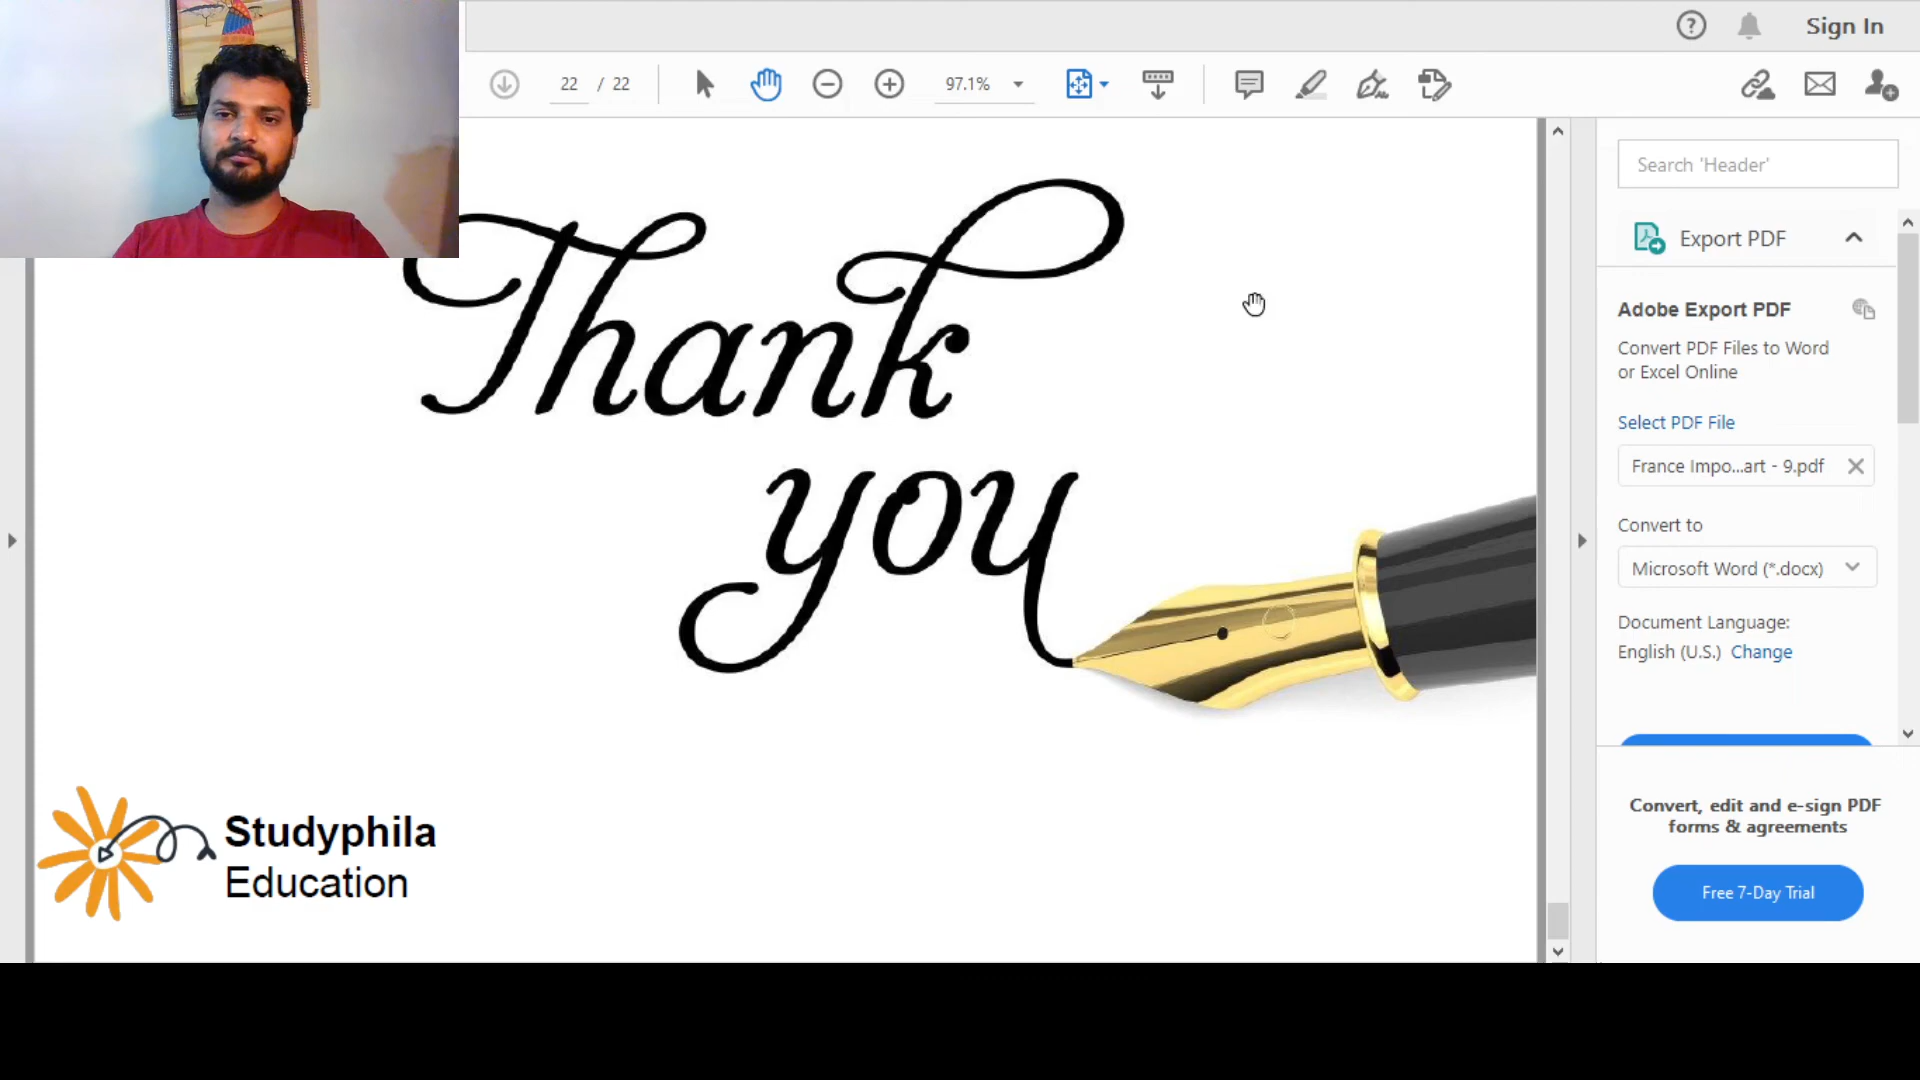 Sign In
22 / 22
97.1%
Thank
you
Studyphila
Education
Search 'Header'
Export PDF
Adobe Export PDF
Convert PDF Files to Word
or Excel Online
Select PDF File
France Impo...art - 9.pdf
Convert to
Microsoft Word (*.docx)
Document Language:
English (U.S.) Change
Convert, edit and e-sign PDF
forms & agreements
Free 7-Day Trial